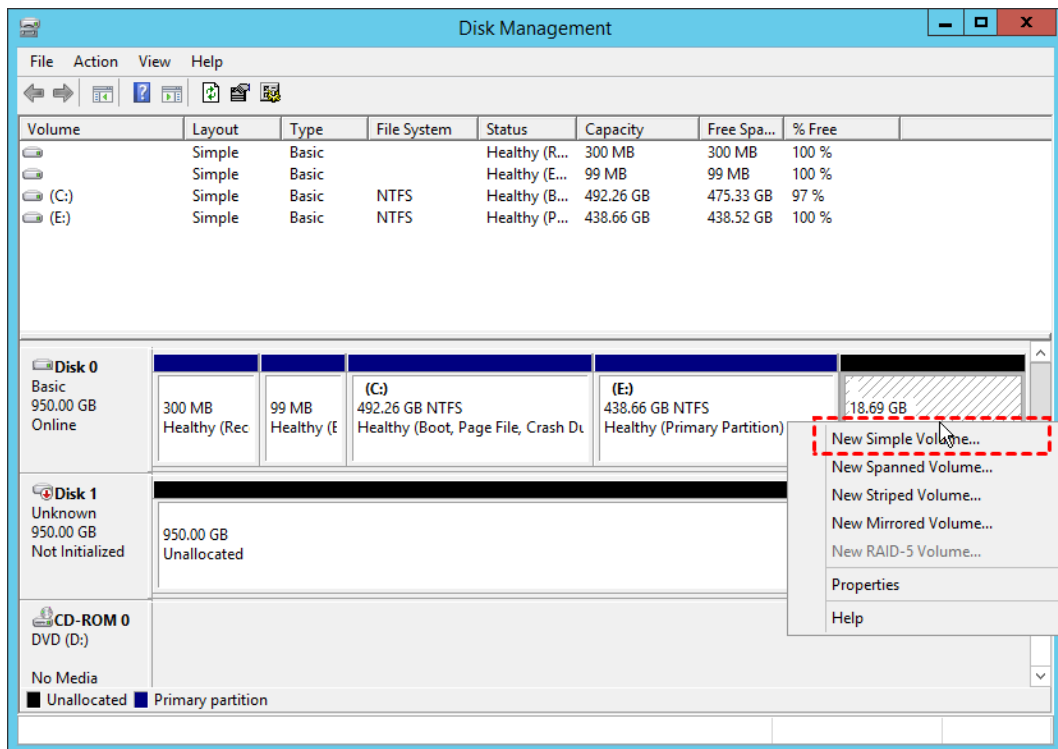 Disk Management
File Action View Help
Volume Layout Type File System Status Capacity Free Spa... % Free
Simple Basic Healthy (R... 300 MB 300 MB 100 %
Simple Basic Healthy (E... 99 MB 99 MB 100 %
(C:) Simple Basic NTFS Healthy (B... 492.26 GB 475.33 GB 97 %
(E:) Simple Basic NTFS Healthy (P... 438.66 GB 438.52 GB 100 %
Disk 0
Basic
950.00 GB
Online
300 MB
Healthy (Rec
99 MB
Healthy (E
(C:)
492.26 GB NTFS
Healthy (Boot, Page File, Crash Du
(E:)
438.66 GB NTFS
Healthy (Primary Partition)
18.69 GB
New Simple Volume...
New Spanned Volume...
New Striped Volume...
New Mirrored Volume...
New RAID-5 Volume...
Properties
Help
Disk 1
Unknown
950.00 GB
Not Initialized
950.00 GB
Unallocated
CD-ROM 0
DVD (D:)
No Media
Unallocated Primary partition